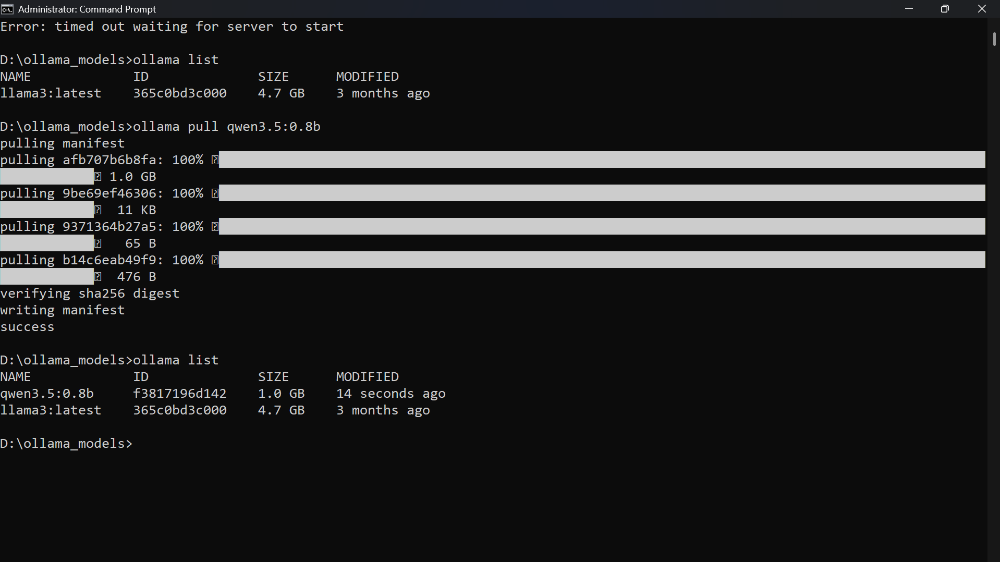 Administrator: Command Prompt
Error: timed out waiting for server to start
D:\ollama_models>ollama list
NAME ID SIZE MODIFIED
llama3:latest 365c0bd3c000 4.7 GB 3 months ago
D:\ollama_models>ollama pull qwen3.5:0.8b
pulling manifest
pulling afb707b6b8fa: 100%
1.0 GB
pulling 9be69ef46306: 100%
11 KB
pulling 9371364b27a5: 100%
65 B
pulling b14c6eab49f9: 100%
476 B
verifying sha256 digest
writing manifest
success
D:\ollama_models>ollama list
NAME ID SIZE MODIFIED
qwen3.5:0.8b f3817196d142 1.0 GB 14 seconds ago
llama3:latest 365c0bd3c000 4.7 GB 3 months ago
D:\ollama_models>